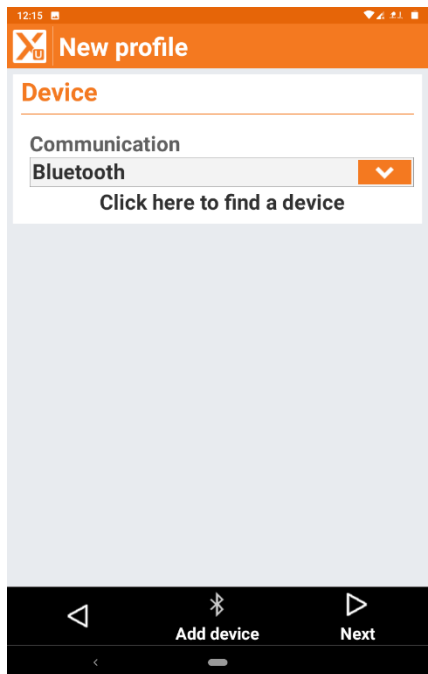 12:15
U
New profile
Device
Communication
Bluetooth
Click here to find a device
Add device
Next